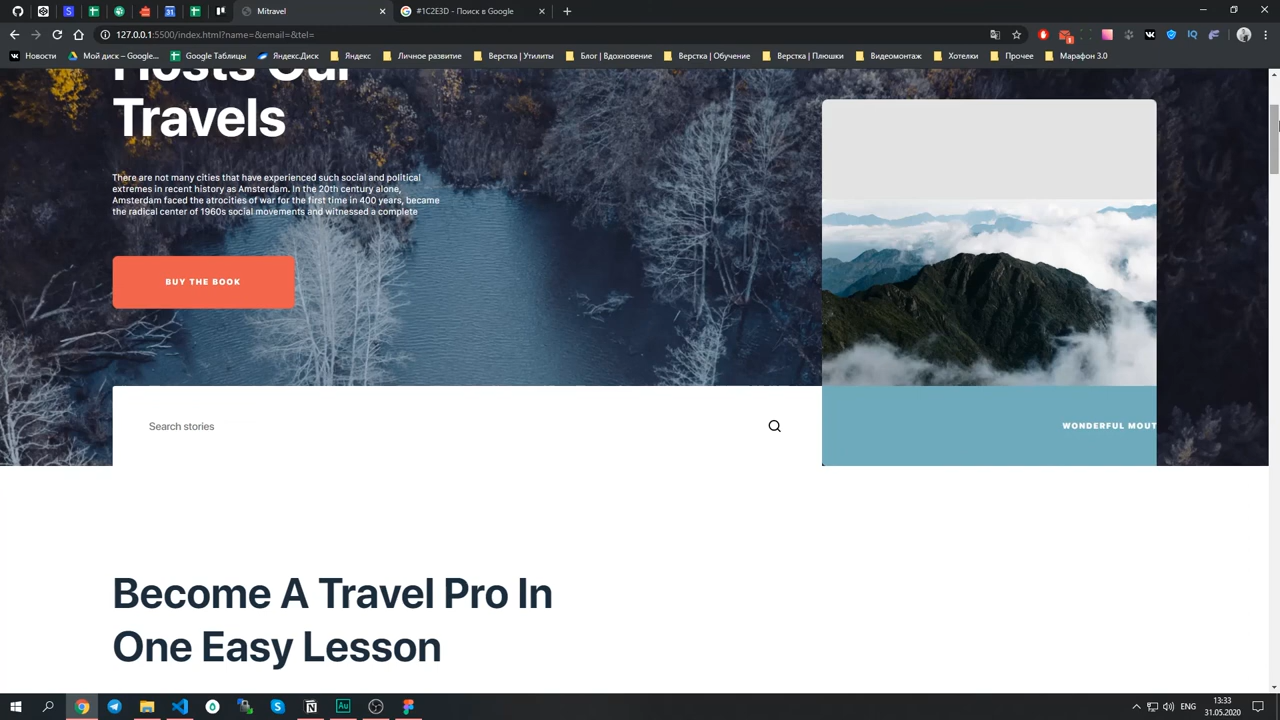 Mitravel
#1C2E3D - Поиск в Google
127.0.0.1:5500/index.html?name=&email=&tel=
Новости
Мой диск – Google...
Google Таблицы
Яндекс.Диск
Яндекс
Личное развитие
Верстка | Утилиты
Блог | Вдохновение
Верстка | Обучение
Верстка | Плюшки
Видеомонтаж
Хотелки
Прочее
Марафон 3.0
Hosts Our
Travels
There are not many cities that have experienced such social and political
extremes in recent history as Amsterdam. In the 20th century alone,
Amsterdam faced the atrocities of war for the first time in 400 years, became
the radical center of 1960s social movements and witnessed a complete
BUY THE BOOK
Search stories
WONDERFUL MOUT
Become A Travel Pro In
One Easy Lesson
ENG
13:33
31.05.2020